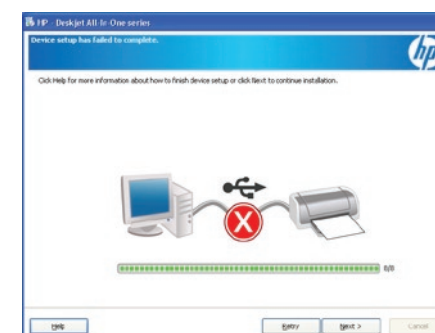 HP - Deskjet All-In-One series
Device setup has failed to complete.
hp
Click Help for more information about how to finish device setup or click Next to continue installation.
X
8/8
Help
Retry
Next >
Cancel